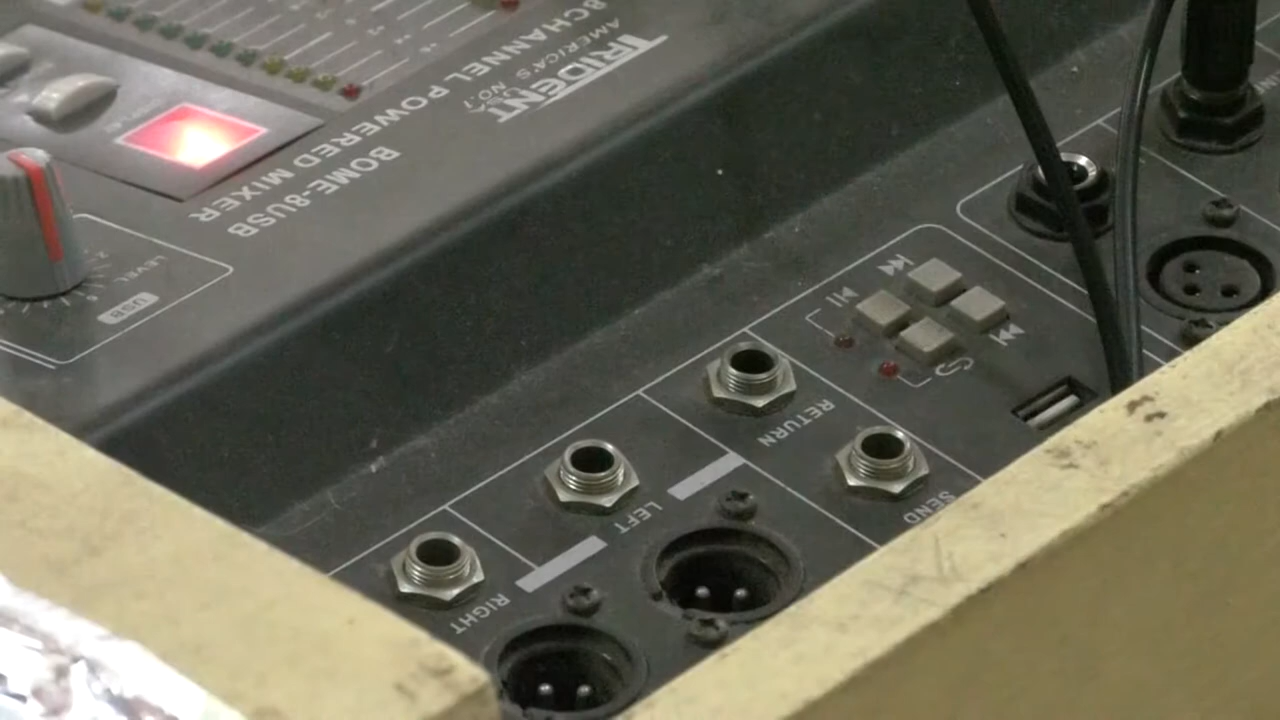 TRIDENT
AMERICA'S NO.1
BOME-8USB
8CHANNEL POWERED MIXER
LEVEL
USB
RETURN
SEND
LEFT
RIGHT